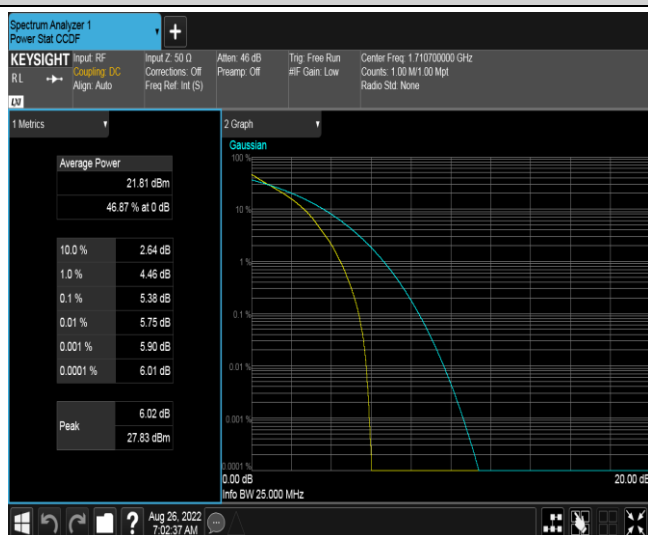 Spectrum Analyzer 1
Power Stat CCDF
+
KEYSIGHT
RL
LXI
Input: RF
Coupling: DC
Align: Auto
Input Z: 50 Ω
Corrections: Off
Freq Ref: Int (S)
Atten: 46 dB
Preamp: Off
Trig: Free Run
#IF Gain: Low
Center Freq: 1.710700000 GHz
Counts: 1.00 M/1.00 Mpt
Radio Std: None
1 Metrics
Average Power
21.81 dBm
46.87 % at 0 dB
10.0 % 2.64 dB
1.0 % 4.46 dB
0.1 % 5.38 dB
0.01 % 5.75 dB
0.001 % 5.90 dB
0.0001 % 6.01 dB
Peak
6.02 dB
27.83 dBm
2 Graph
Gaussian
100 %
10 %
1 %
0.1 %
0.01 %
0.001 %
0.0001 %
0.00 dB
20.00 dB
Info BW 25.000 MHz
?
Aug 26, 2022
7:02:37 AM